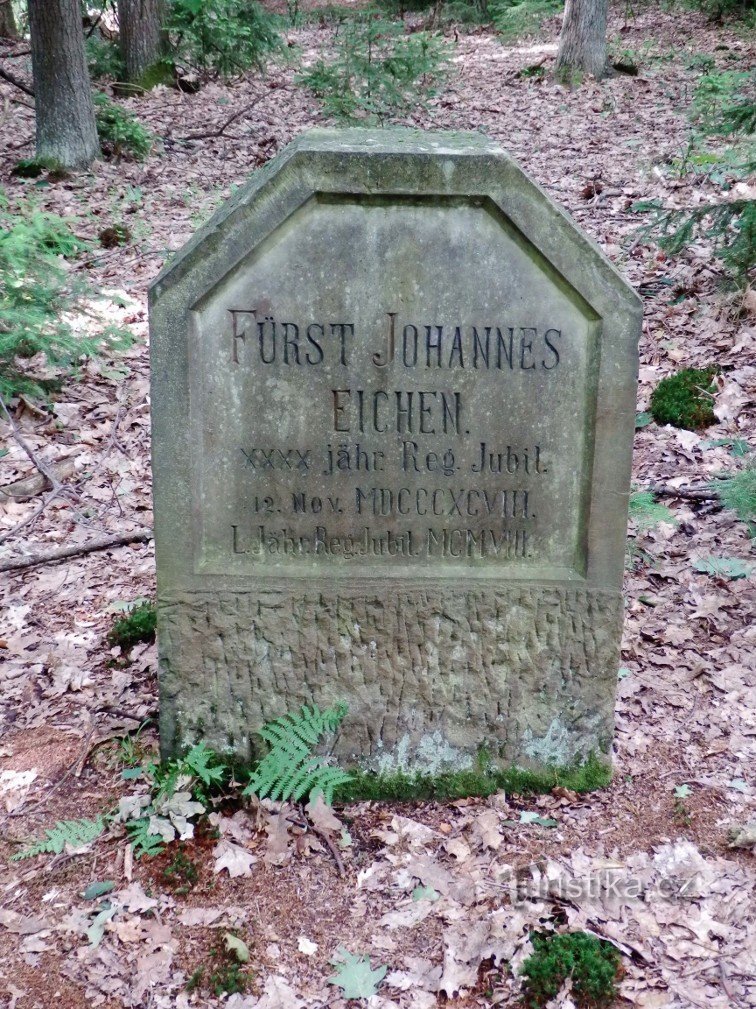 FÜRST JOHANNES
EICHEN.
XXXX jähr. Reg. Jubil.
12. Nov. MDCCCXCVIII.
L. Jähr. Reg. Jubil. MCMVIII.
Turistika.cz